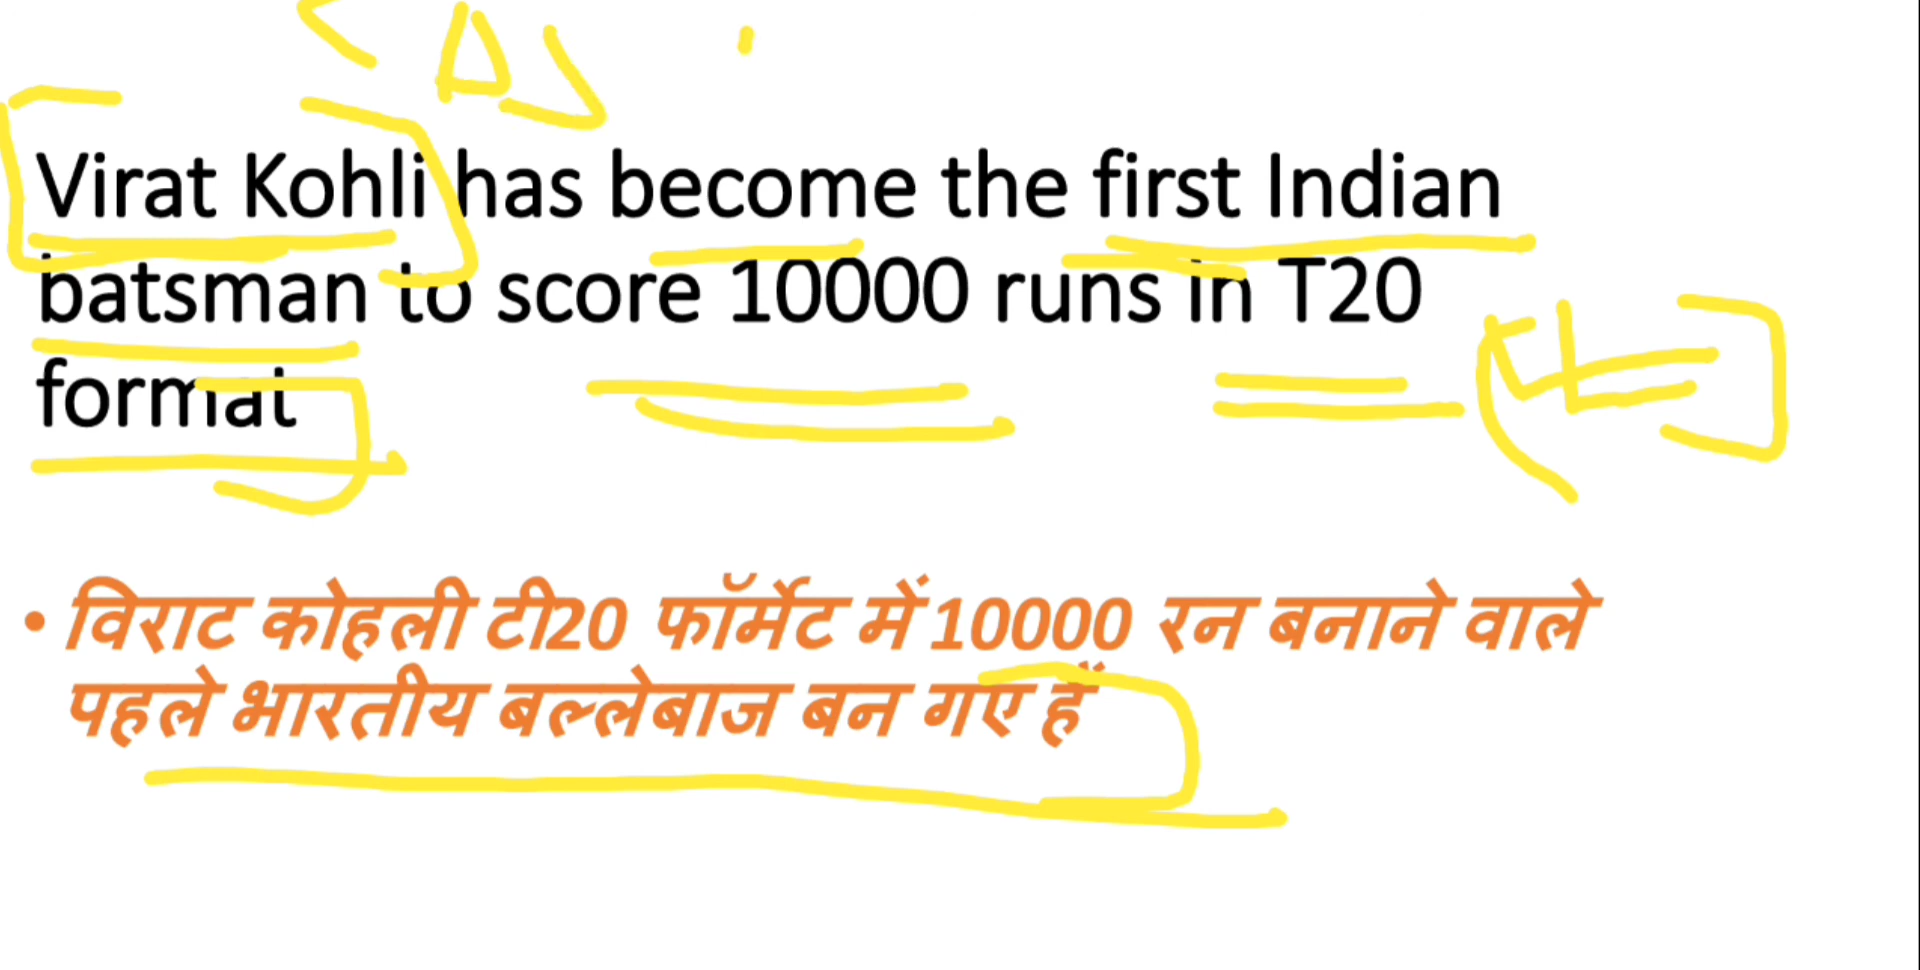 Virat Kohli has become the first Indian
batsman to score 10000 runs in T20
format
• विराट कोहली टी20 फॉर्मेट में 10000 रन बनाने वाले
पहले भारतीय बल्लेबाज बन गए हैं